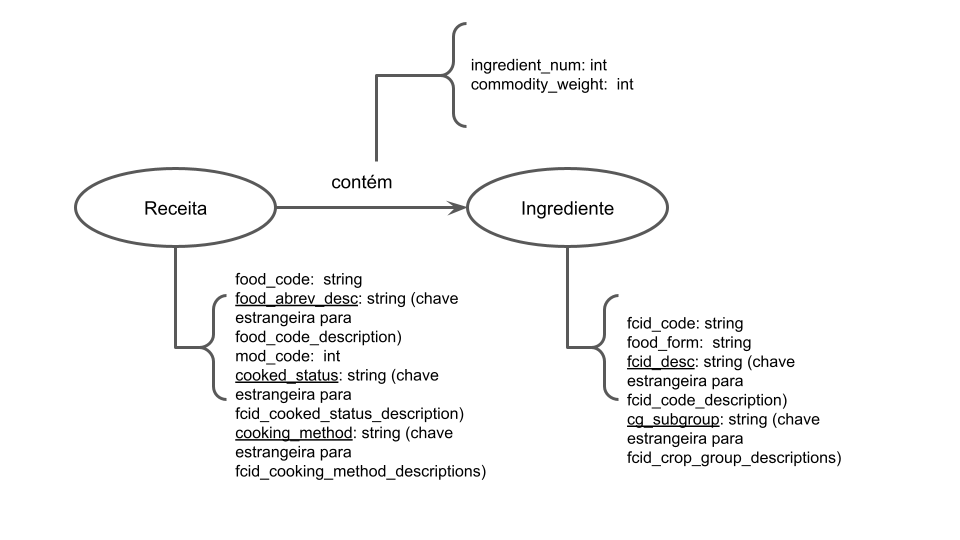 ingredient_num: int
commodity_weight:  int
contém
Receita
Ingrediente
food_code:  string
food_abrev_desc: string (chave
estrangeira para
food_code_description)
mod_code:  int
cooked_status: string (chave
estrangeira para
fcid_cooked_status_description)
cooking_method: string (chave
estrangeira para
fcid_cooking_method_descriptions)
fcid_code: string
food_form:  string
fcid_desc: string (chave
estrangeira para
fcid_code_description)
cg_subgroup: string (chave
estrangeira para
fcid_crop_group_descriptions)